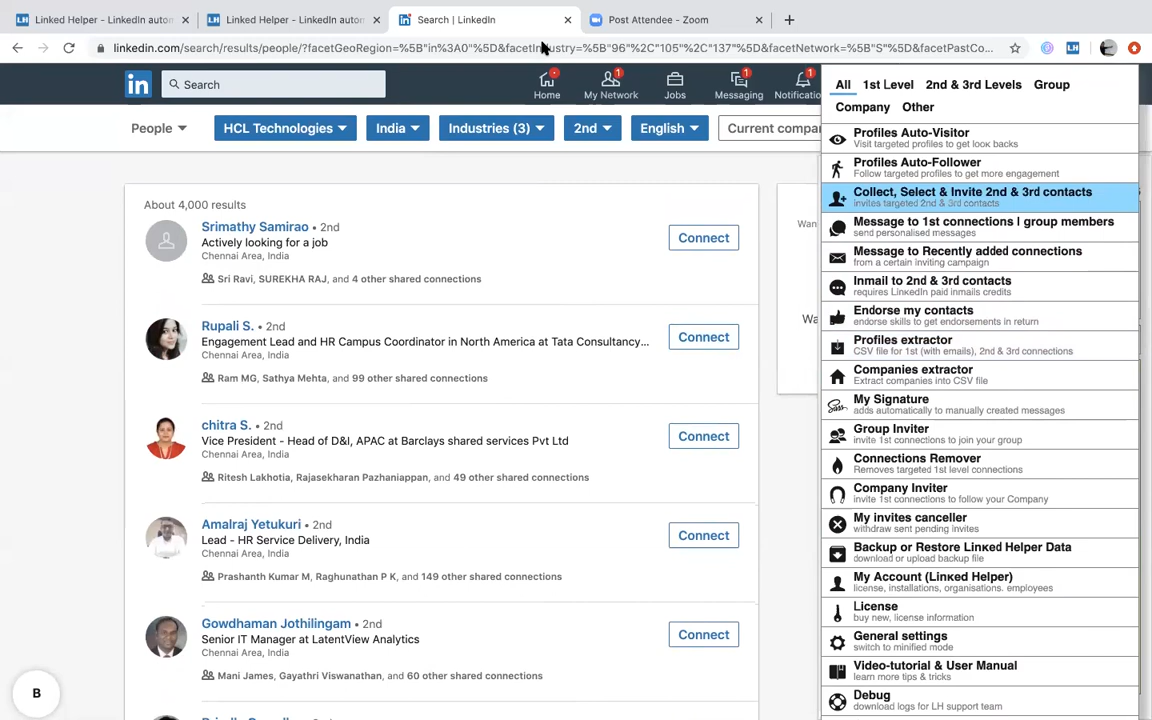 Linked Helper - LinkedIn autom
Linked Helper - LinkedIn autom
Search | LinkedIn
Post Attendee - Zoom
linkedin.com/search/results/people/?facetGeoRegion=%5B"in%3A0"%5D&facetIndustry=%5B"96"%2C"105"%2C"137"%5D&facetNetwork=%5B"S"%5D&facetPastCo...
in
Search
Home
1
My Network
Jobs
1
Messaging
1
Notificatio
People
HCL Technologies
India
Industries (3)
2nd
English
Current compa
About 4,000 results
Srimathy Samirao • 2nd
Actively looking for a job
Chennai Area, India
Sri Ravi, SUREKHA RAJ, and 4 other shared connections
Connect
Rupali S. • 2nd
Engagement Lead and HR Campus Coordinator in North America at Tata Consultancy...
Chennai Area, India
Ram MG, Sathya Mehta, and 99 other shared connections
Connect
chitra S. • 2nd
Vice President - Head of D&I, APAC at Barclays shared services Pvt Ltd
Chennai Area, India
Ritesh Lakhotia, Rajasekharan Pazhaniappan, and 49 other shared connections
Connect
Amalraj Yetukuri • 2nd
Lead - HR Service Delivery, India
Chennai Area, India
Prashanth Kumar M, Raghunathan P K, and 149 other shared connections
Connect
Gowdhaman Jothilingam • 2nd
Senior IT Manager at LatentView Analytics
Chennai Area, India
Mani James, Gayathri Viswanathan, and 60 other shared connections
Connect
B
Wan
Wa
All
1st Level
2nd & 3rd Levels
Group
Company
Other
Profiles Auto-Visitor
Visit targeted profiles to get look backs
Profiles Auto-Follower
Follow targeted profiles to get more engagement
Collect, Select & Invite 2nd & 3rd contacts
invites targeted 2nd & 3rd contacts
Message to 1st connections | group members
send personalised messages
Message to Recently added connections
from a certain inviting campaign
Inmail to 2nd & 3rd contacts
requires LinkedIn paid inmails credits
Endorse my contacts
endorse skills to get endorsements in return
Profiles extractor
CSV file for 1st (with emails), 2nd & 3rd connections
Companies extractor
Extract companies into CSV file
My Signature
adds automatically to manually created messages
Group Inviter
invite 1st connections to join your group
Connections Remover
Removes targeted 1st level connections
Company Inviter
invite 1st connections to follow your Company
My invites canceller
withdraw sent pending invites
Backup or Restore Linked Helper Data
download or upload backup file
My Account (Linked Helper)
license, installations, organisations, employees
License
buy new, license information
General settings
switch to minified mode
Video-tutorial & User Manual
learn more tips & tricks
Debug
download logs for LH support team